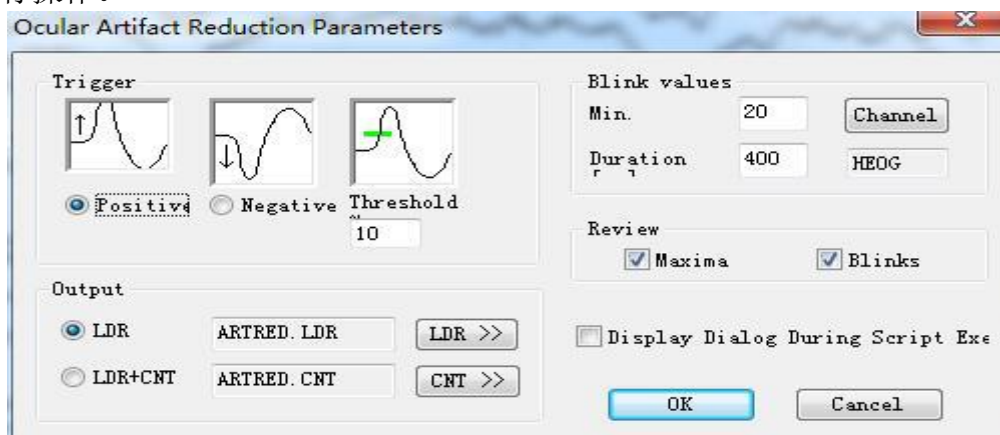 Ocular Artifact Reduction Parameters
Trigger
Positive
Negative
Threshold
10
Output
LDR
ARTRED.LDR
LDR >>
LDR+CNT
ARTRED.CNT
CNT >>
Blink values
Min.
20
Channel
Duration
400
HEOG
Review
Maxima
Blinks
Display Dialog During Script Exe
OK
Cancel